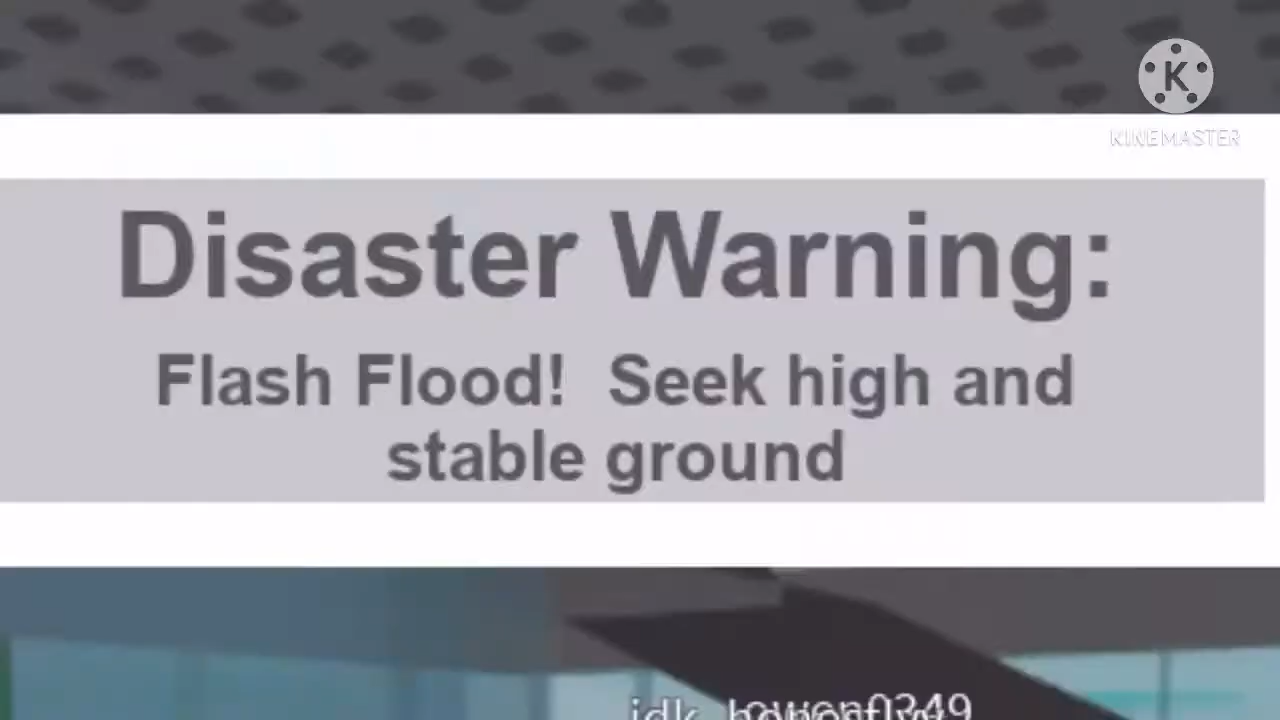 K
KINEMASTER
Disaster Warning:
Flash Flood!  Seek high and
stable ground